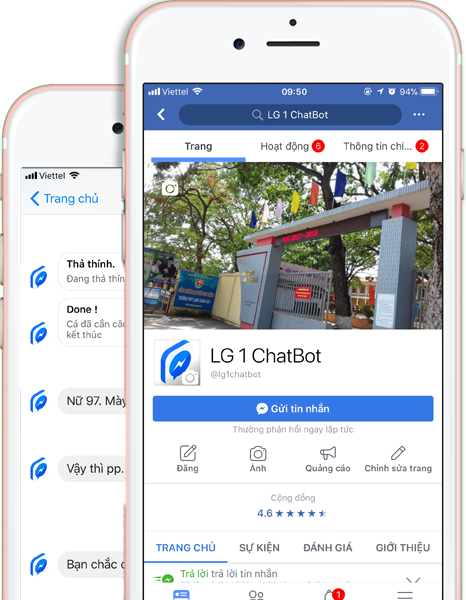 Viettel
09:50
94%
LG 1 ChatBot
Trang
Hoạt động 6
Thông tin chi... 2
LG 1 ChatBot
@lg1chatbot
Gửi tin nhắn
Thường phản hồi ngay lập tức
Đăng
Ảnh
Quảng cáo
Chỉnh sửa trang
Cộng đồng
4.6
TRANG CHỦ
SỰ KIỆN
ĐÁNH GIÁ
GIỚI THIỆU
Trả lời trả lời tin nhắn
1
Viettel
Trang chủ
Thả thính.
Đang thả thín
Done !
Cá đã cắn câu
kết thúc
Nữ 97. Mày
Vậy thì pp.
Bạn chắc c